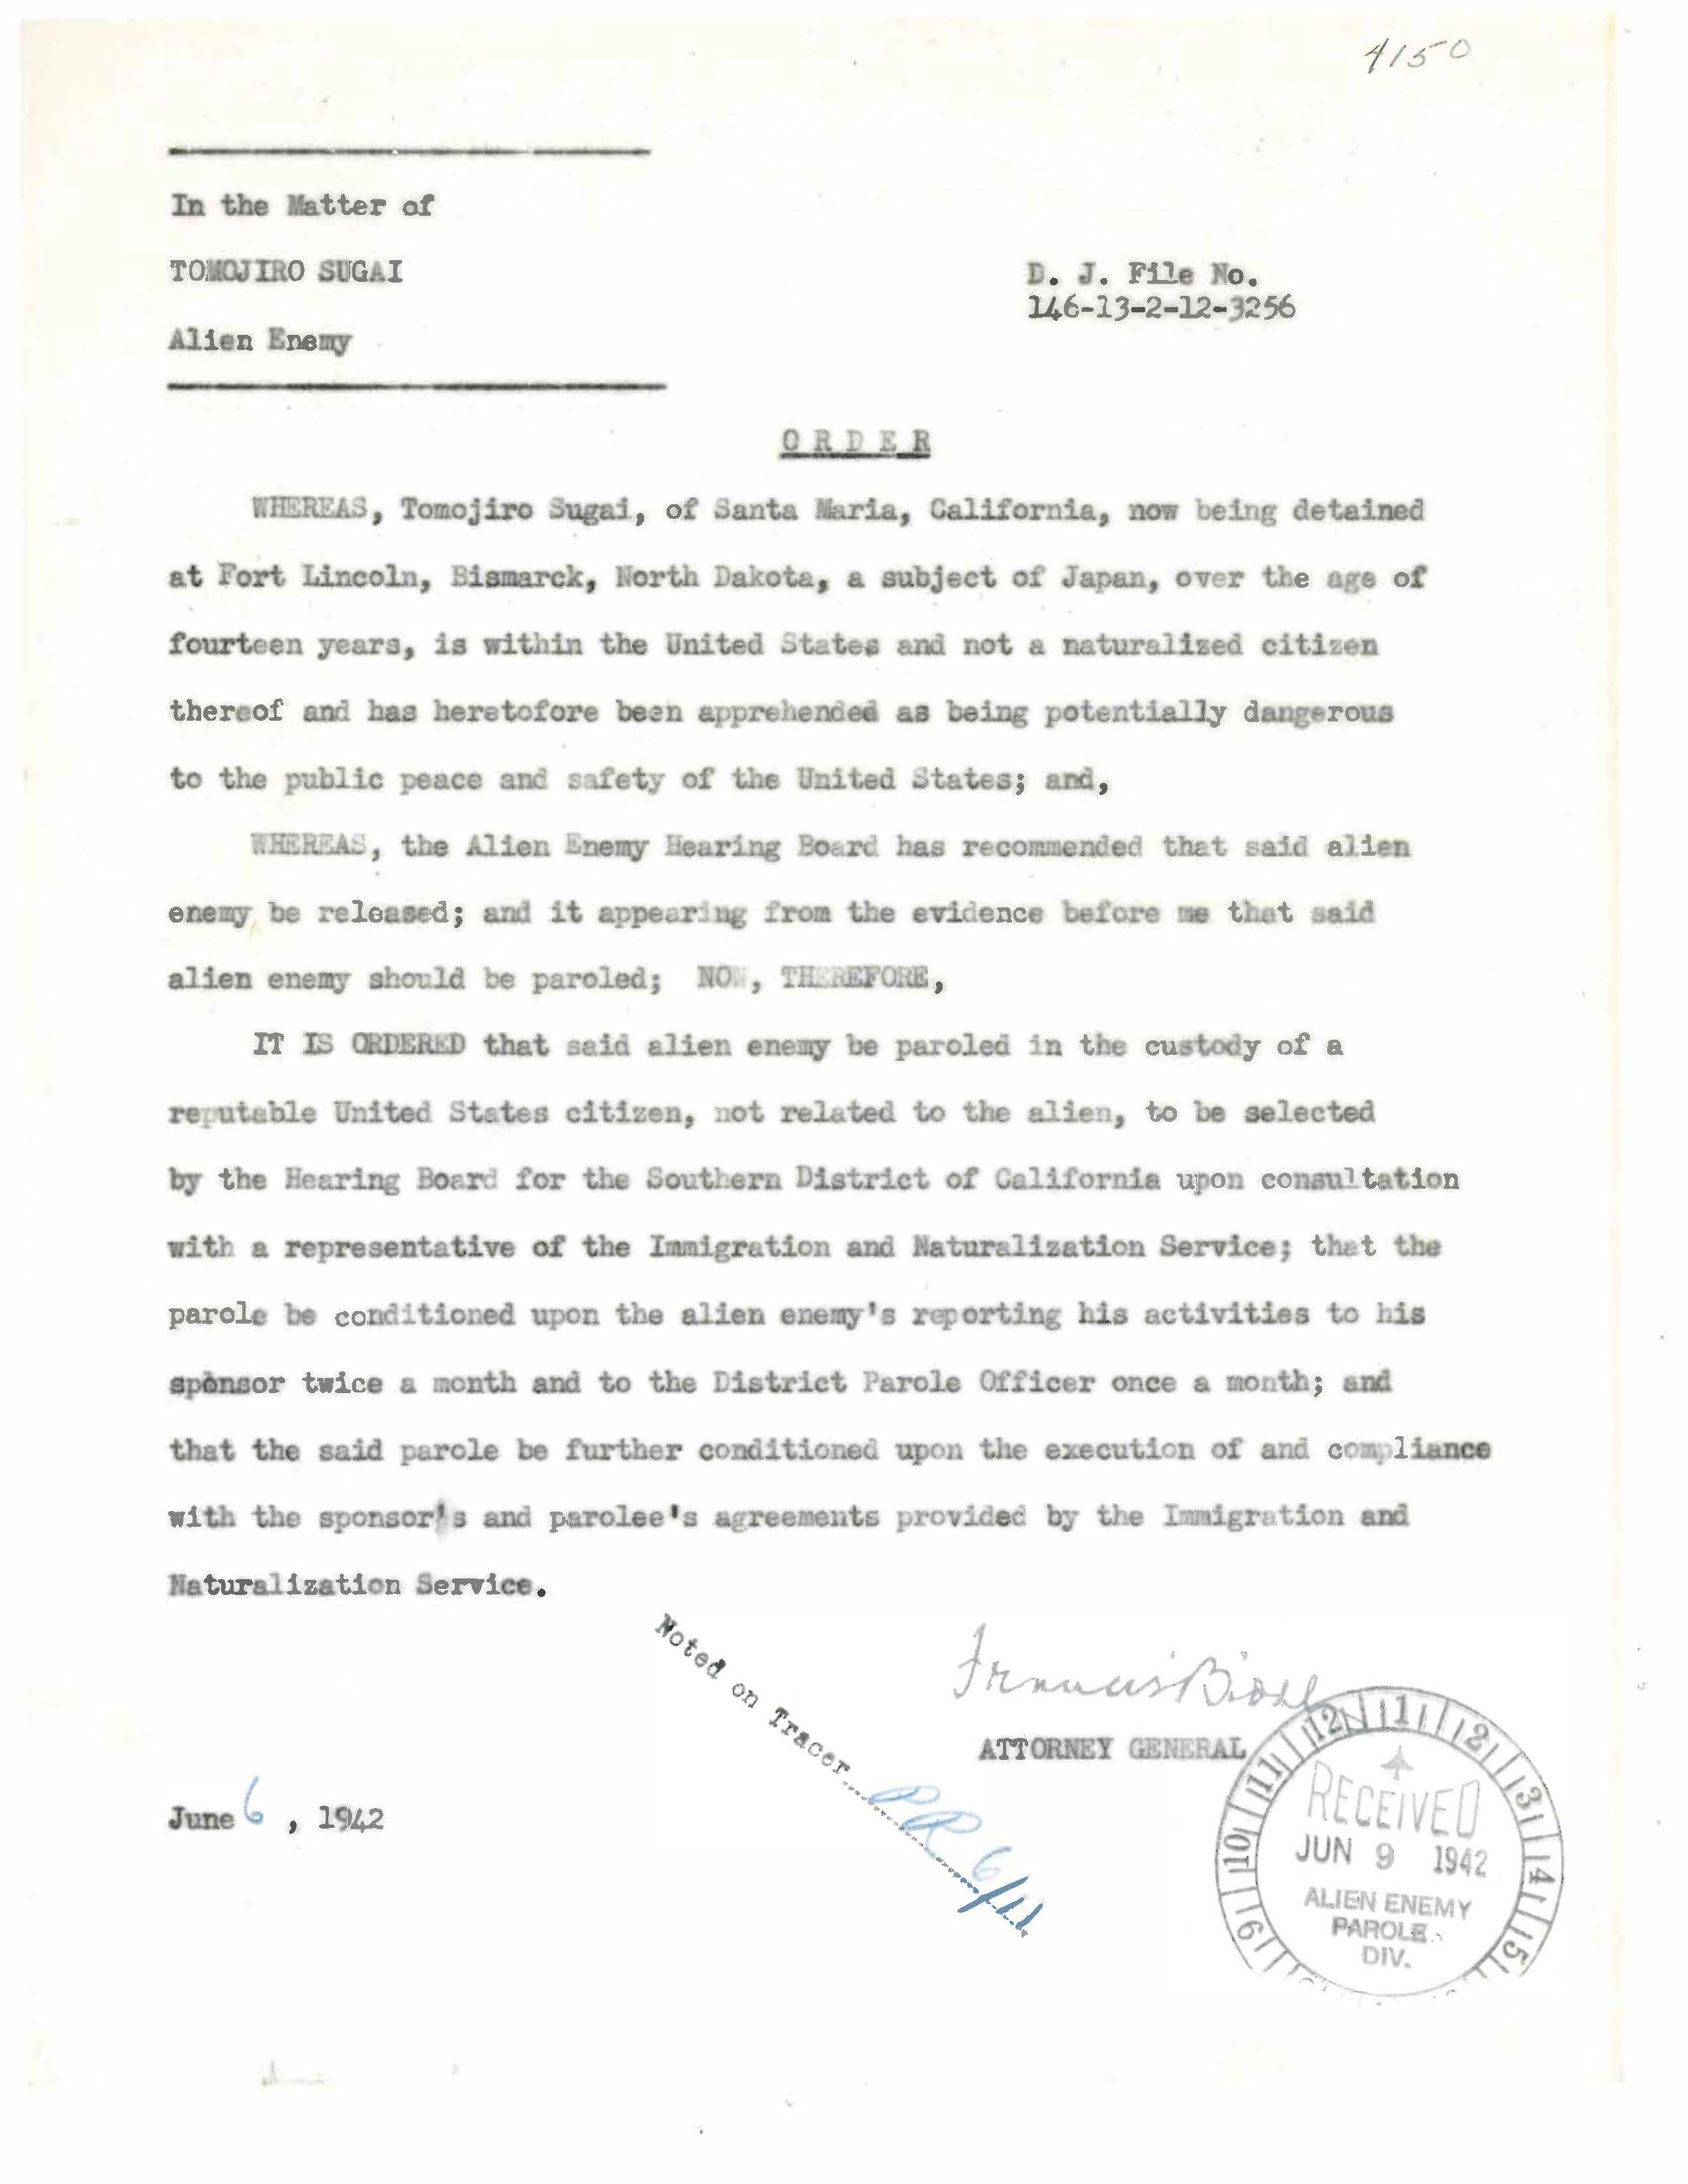 4150
In the Matter of
TOMOJIRO SUGAI
D. J. File No.
146-13-2-12-3256
Alien Enemy
ORDER
WHEREAS, Tomojiro Sugai, of Santa Maria, California, now being detained
at Fort Lincoln, Bismarck, North Dakota, a subject of Japan, over the age of
fourteen years, is within the United States and not a naturalized citizen
thereof and has heretofore been apprehended as being potentially dangerous
to the public peace and safety of the United States; and,
WHEREAS, the Alien Enemy Hearing Board has recommended that said alien
enemy be released; and it appearing from the evidence before me that said
alien enemy should be paroled; NOW, THEREFORE,
IT IS ORDERED that said alien enemy be paroled in the custody of a
reputable United States citizen, not related to the alien, to be selected
by the Hearing Board for the Southern District of California upon consultation
with a representative of the Immigration and Naturalization Service; that the
parole be conditioned upon the alien enemy's reporting his activities to his
sponsor twice a month and to the District Parole Officer once a month; and
that the said parole be further conditioned upon the execution of and compliance
with the sponsor's and parolee's agreements provided by the Immigration and
Naturalization Service.
Noted on Tracer
6/11
Francis Biddle
ATTORNEY GENERAL
June 6, 1942
12 1 2 3 4 5 9 10 11
RECEIVED
JUN 9 1942
ALIEN ENEMY
PAROLE
DIV.